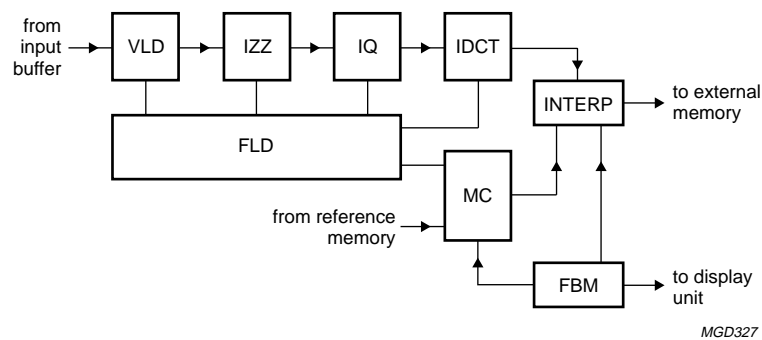 from
input
buffer
VLD
IZZ
IQ
IDCT
INTERP
to external
memory
FLD
MC
from reference
memory
FBM
to display
unit
MGD327